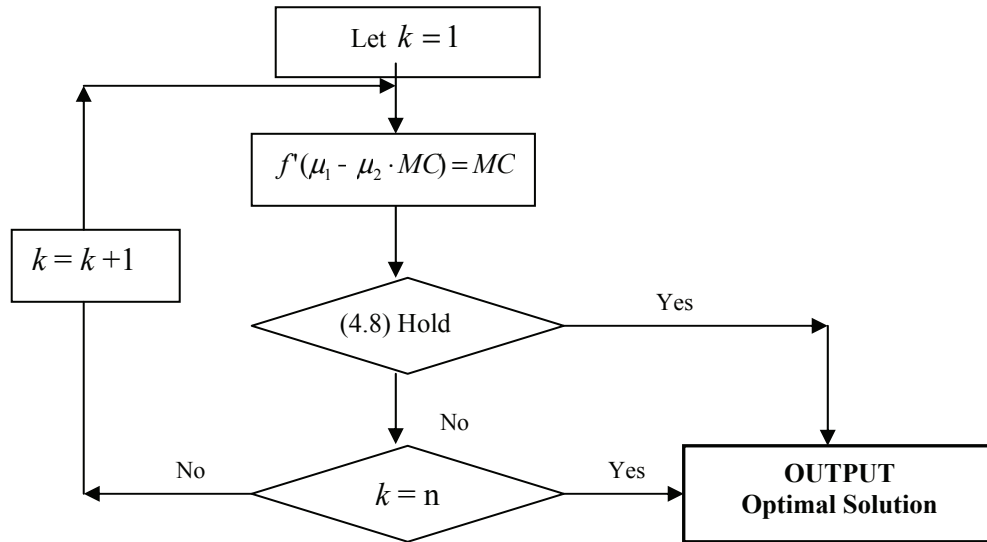 Let k = 1
f'(μ₁ - μ₂ · MC) = MC
k = k +1
(4.8) Hold
Yes
No
No
k = n
Yes
OUTPUT
Optimal Solution